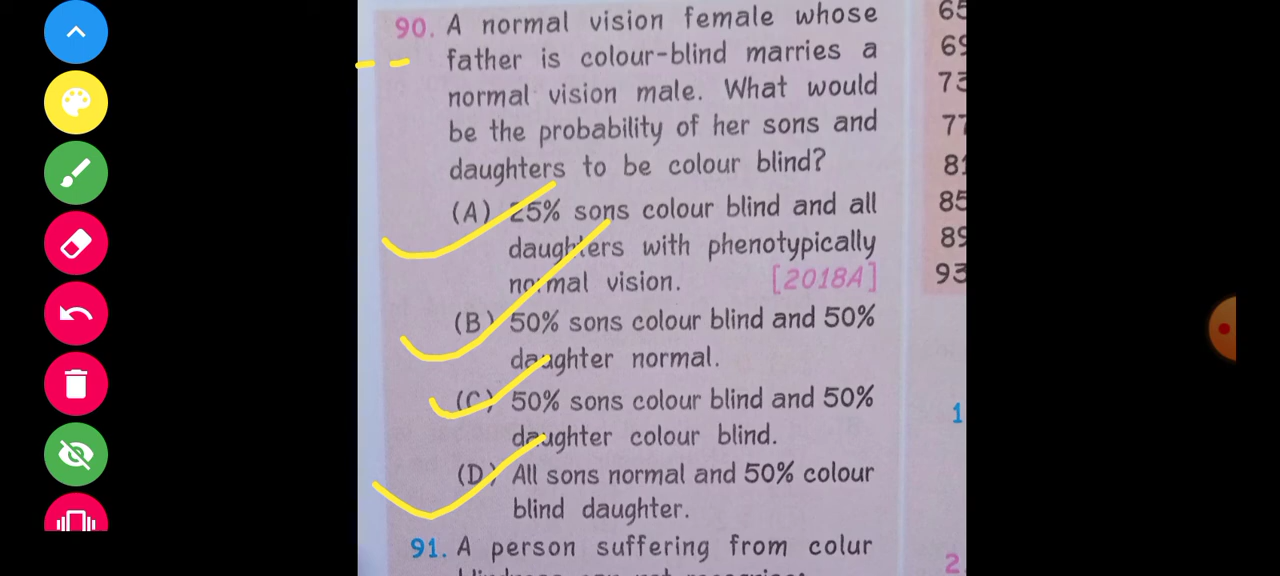 90. A normal vision female whose
father is colour-blind marries a
normal vision male. What would
be the probability of her sons and
daughters to be colour blind?
(A) 25% sons colour blind and all
daughters with phenotypically
normal vision. [2018A]
(B) 50% sons colour blind and 50%
daughter normal.
(C) 50% sons colour blind and 50%
daughter colour blind.
(D) All sons normal and 50% colour
blind daughter.
91. A person suffering from colur
65
69
73
77
81
85
89
93
1
2